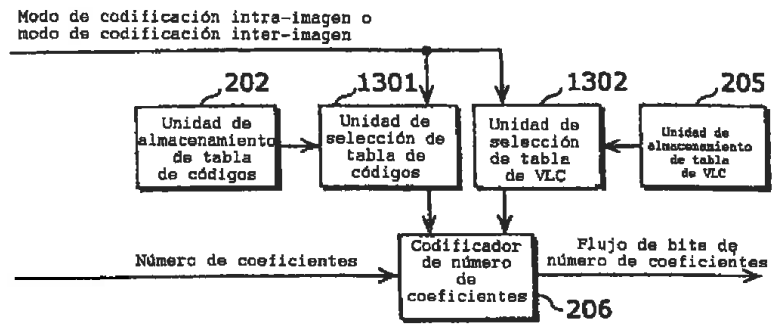 Modo de codificación intra-imagen o
modo de codificación inter-imagen
202
1301
1302
205
Unidad de
almacenamiento
de tabla
de códigos
Unidad de
selección de
tabla de
códigos
Unidad de
selección
de tabla
de VLC
Unidad de
almacenamiento
de tabla
de VLC
Número de coeficientes
Codificador
de número
de
coeficientes
Flujo de bits de
número de coeficientes
206